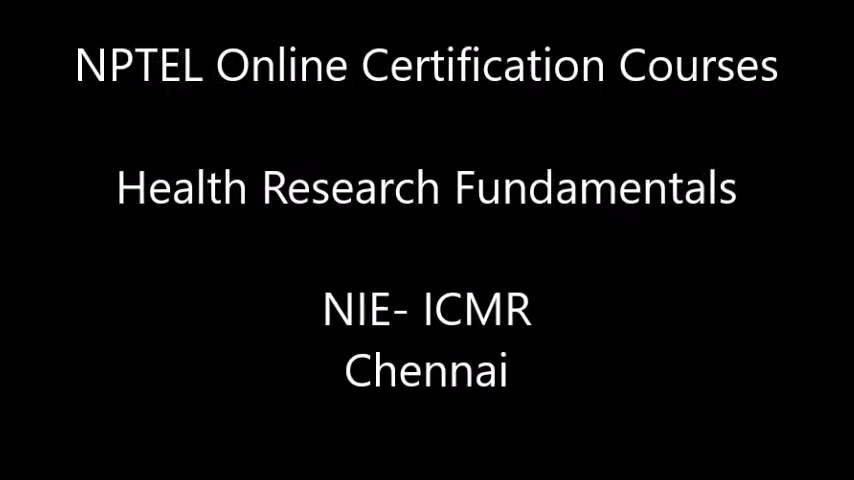 NPTEL Online Certification Courses
Health Research Fundamentals
NIE- ICMR
Chennai